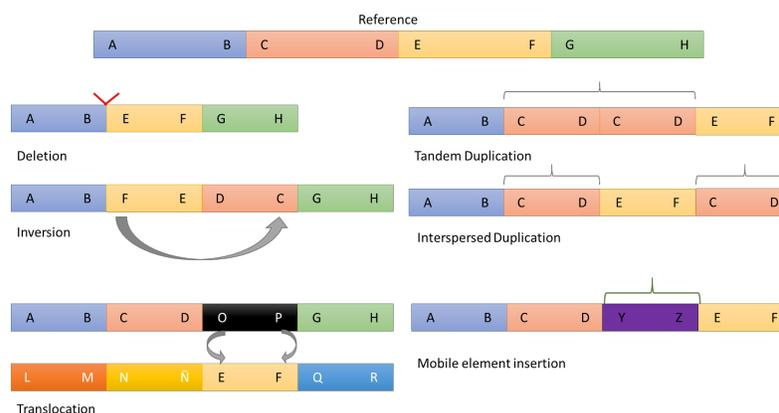 Reference
A B C D E F G H
A B E F G H
Deletion
A B C D C D E F
Tandem Duplication
A B F E D C G H
Inversion
A B C D E F C D
Interspersed Duplication
A B C D O P G H
L M N Ñ E F Q R
Translocation
A B C D Y Z E F
Mobile element insertion